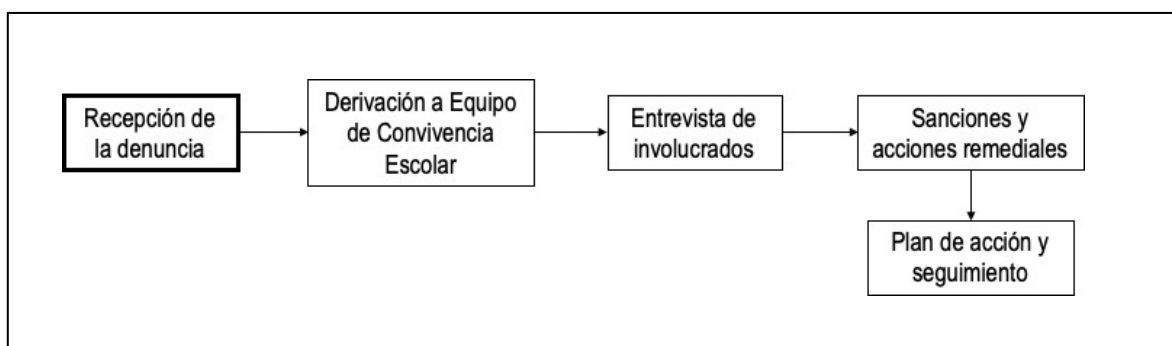 Recepción de
la denuncia
Derivación a Equipo
de Convivencia
Escolar
Entrevista de
involucrados
Sanciones y
acciones remediales
Plan de acción y
seguimiento